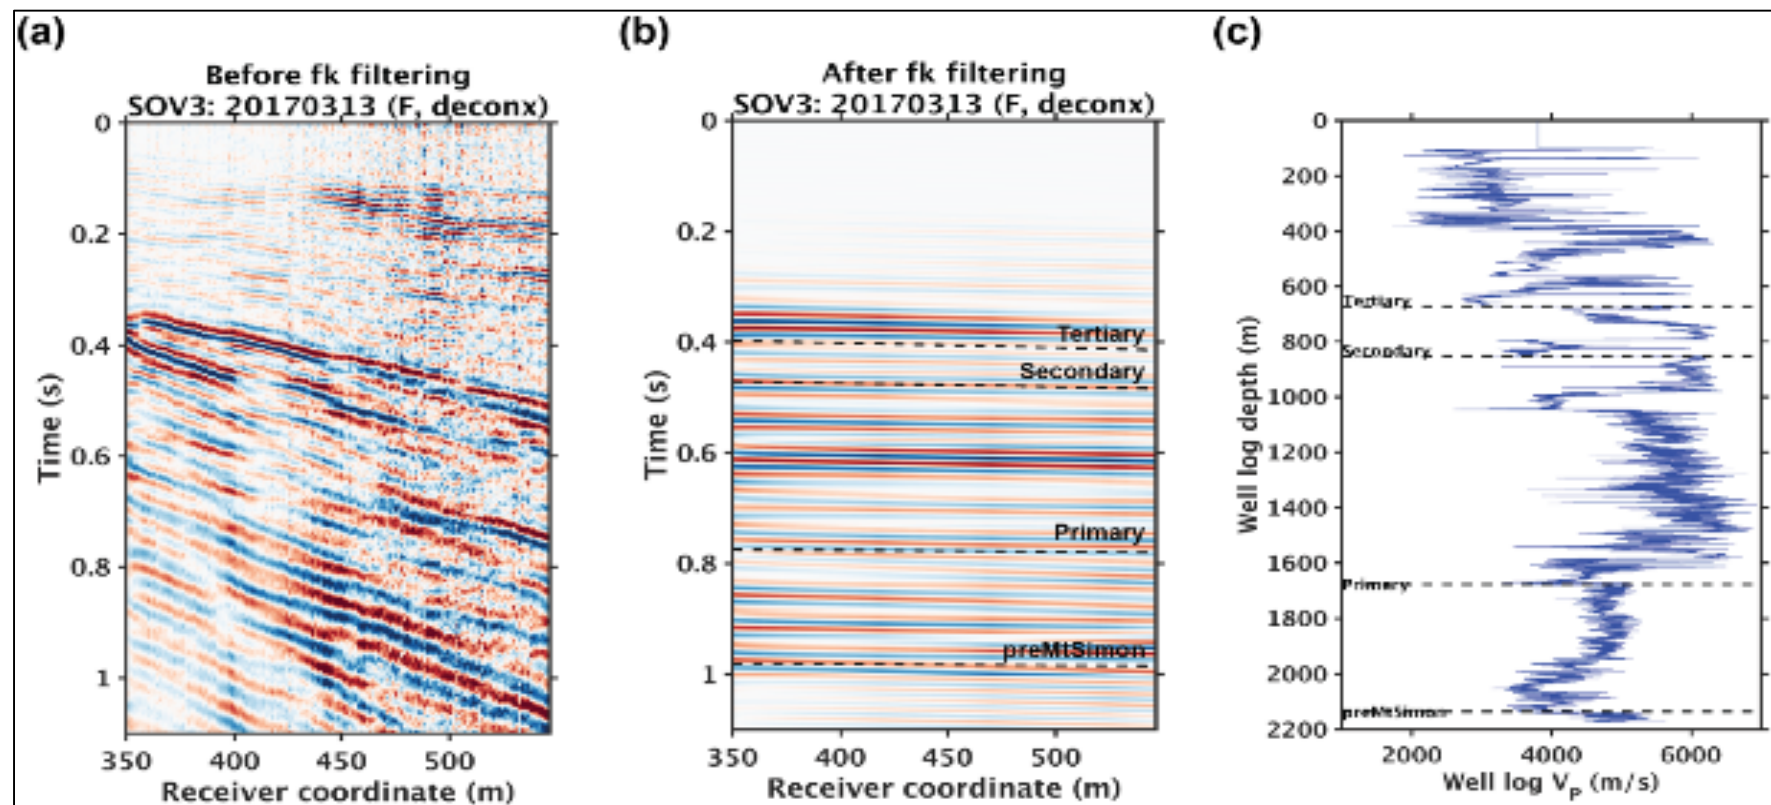 (a)
Before fk filtering
SOV3: 20170313 (F, deconx)
0
0.2
0.4
0.6
0.8
1
Time (s)
350
400
450
500
Receiver coordinate (m)
(b)
After fk filtering
SOV3: 20170313 (F, deconx)
0
0.2
0.4
0.6
0.8
1
Time (s)
Tertiary
Secondary
Primary
preMtSimon
350
400
450
500
Receiver coordinate (m)
(c)
0
200
400
600
800
1000
1200
1400
1600
1800
2000
2200
Well log depth (m)
Tertiary
Secondary
Primary
preMtSimon
2000
4000
6000
Well log VP (m/s)